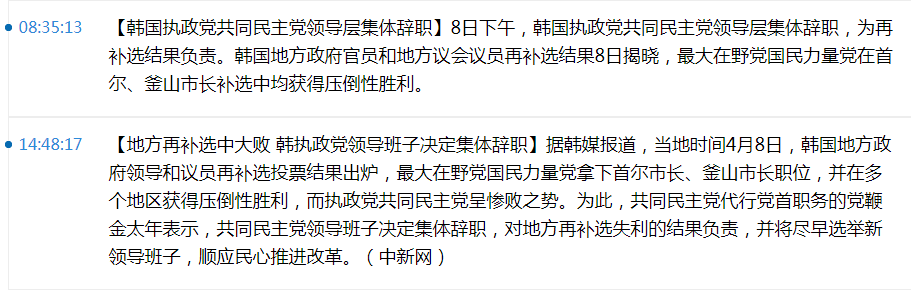 08:35:13 【韩国执政党共同民主党领导层集体辞职】8日下午，韩国执政党共同民主党领导层集体辞职，为再
补选结果负责。韩国地方政府官员和地方议会议员再补选结果8日揭晓，最大在野党国民力量党在首
尔、釜山市长补选中均获得压倒性胜利。
14:48:17 【地方再补选中大败 韩执政党领导班子决定集体辞职】据韩媒报道，当地时间4月8日，韩国地方政
府领导和议员再补选投票结果出炉，最大在野党国民力量党拿下首尔市长、釜山市长职位，并在多
个地区获得压倒性胜利，而执政党共同民主党呈惨败之势。为此，共同民主党代行党首职务的党鞭
金太年表示，共同民主党领导班子决定集体辞职，对地方再补选失利的结果负责，并将尽早选举新
领导班子，顺应民心推进改革。（中新网）